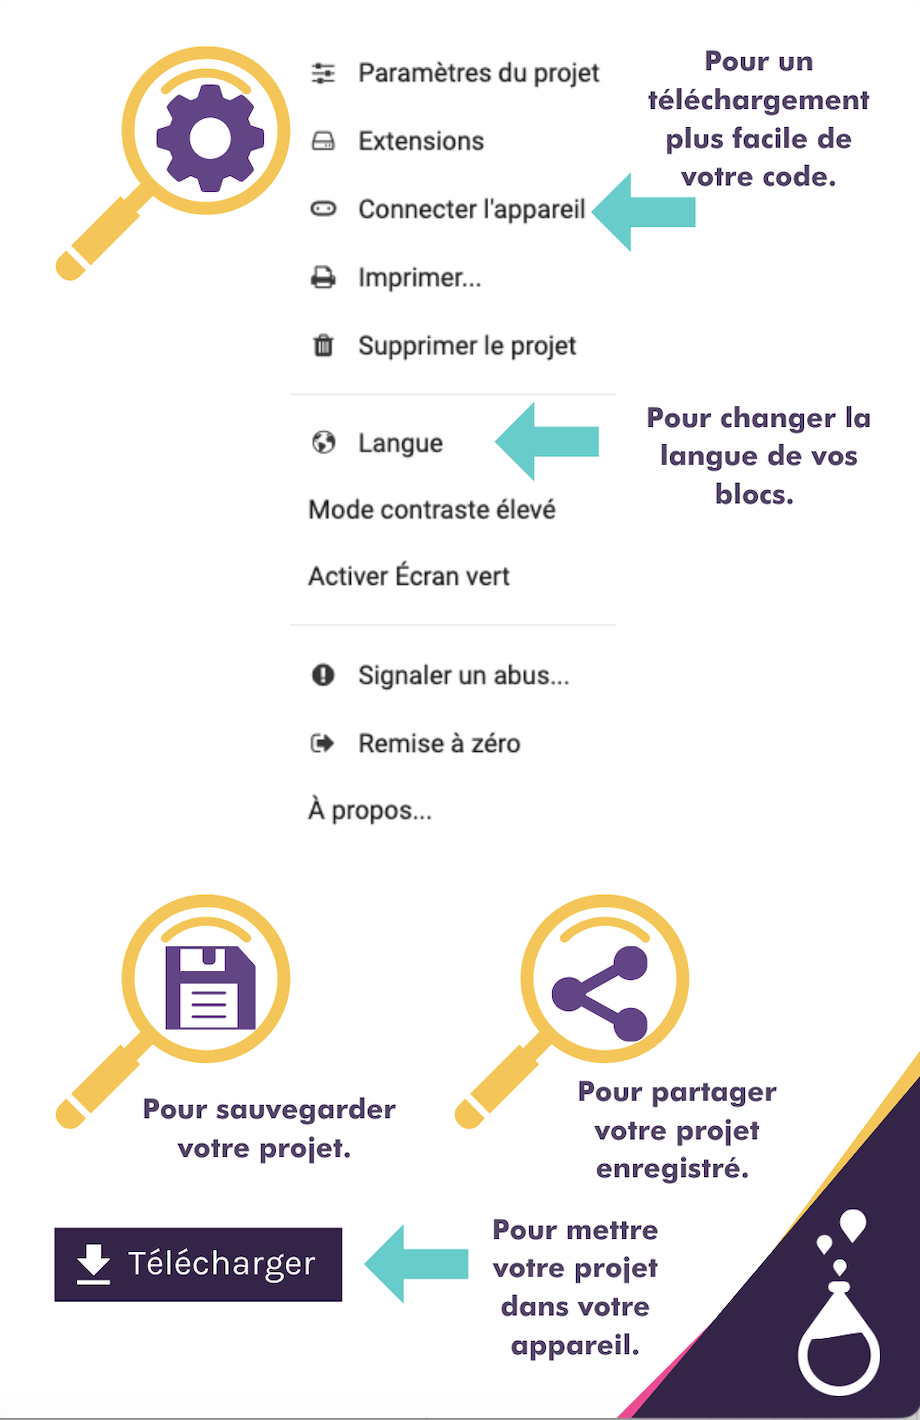 Paramètres du projet
Pour un
téléchargement
plus facile de
votre code.
Extensions
Connecter l'appareil
Imprimer...
Supprimer le projet
Langue
Pour changer la
langue de vos
blocs.
Mode contraste élevé
Activer Écran vert
Signaler un abus...
Remise à zéro
À propos...
Pour sauvegarder
votre projet.
Pour partager
votre projet
enregistré.
Télécharger
Pour mettre
votre projet
dans votre
appareil.